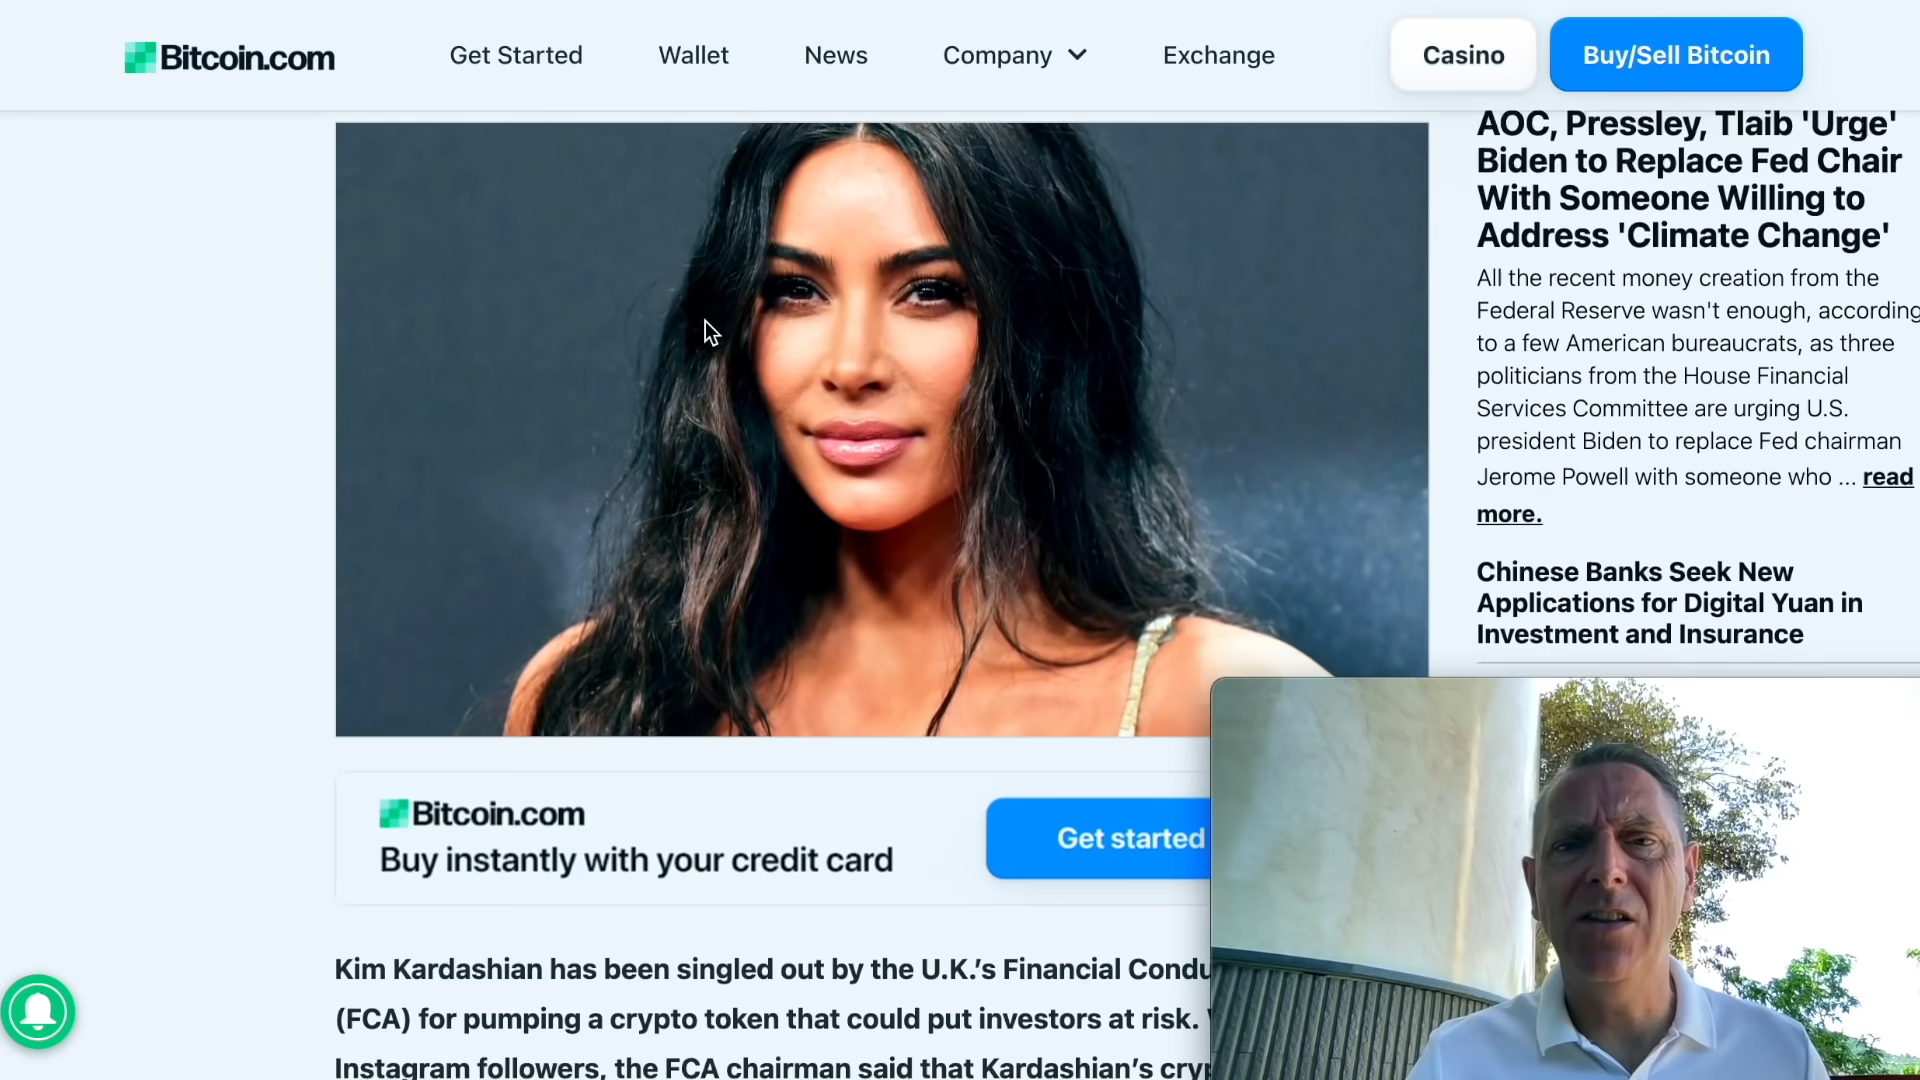 Bitcoin.com
Get Started
Wallet
News
Company
Exchange
Casino
Buy/Sell Bitcoin
AOC, Pressley, Tlaib 'Urge'
Biden to Replace Fed Chair
With Someone Willing to
Address 'Climate Change'
All the recent money creation from the
Federal Reserve wasn't enough, according
to a few American bureaucrats, as three
politicians from the House Financial
Services Committee are urging U.S.
president Biden to replace Fed chairman
Jerome Powell with someone who ... read
more.
Chinese Banks Seek New
Applications for Digital Yuan in
Investment and Insurance
Bitcoin.com
Buy instantly with your credit card
Get started
Kim Kardashian has been singled out by the U.K.’s Financial Condu
(FCA) for pumping a crypto token that could put investors at risk.
Instagram followers, the FCA chairman said that Kardashian’s cryp